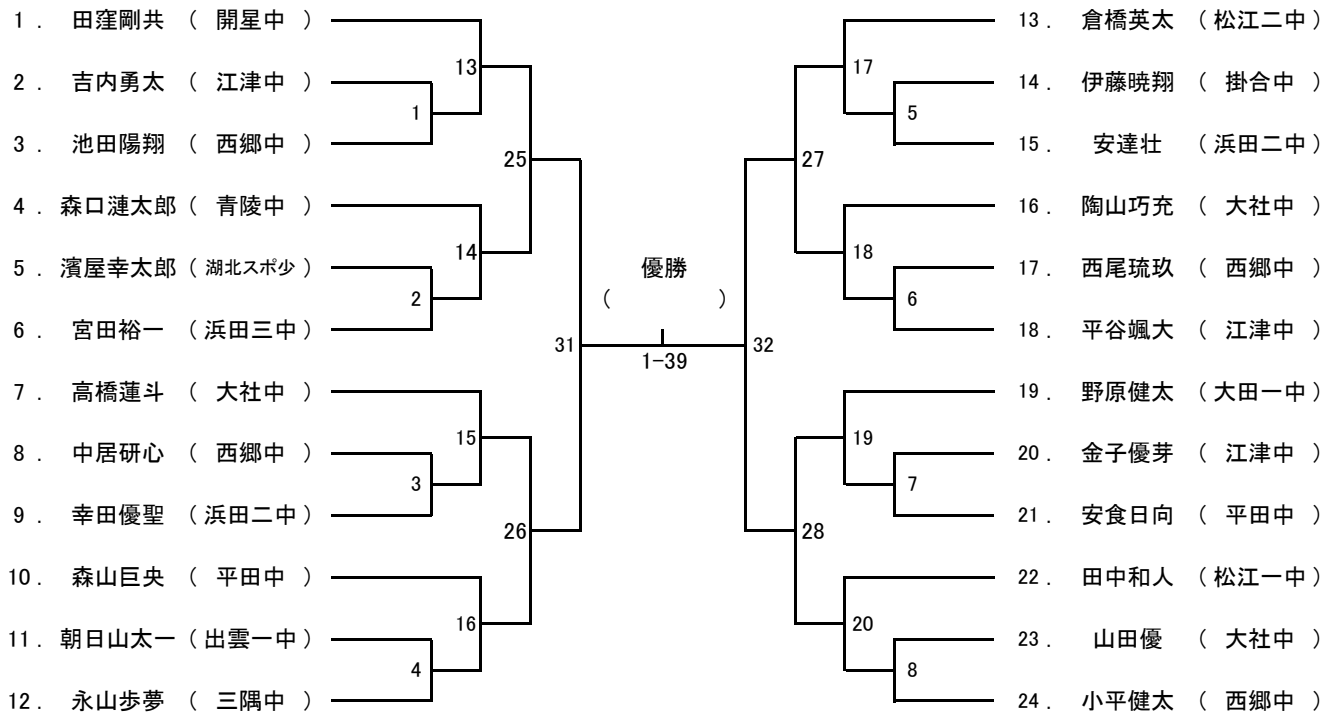 1 . 田窪剛共 ( 開星中 )
2 . 吉内勇太 ( 江津中 )
3 . 池田陽翔 ( 西郷中 )
4 . 森口漣太郎 ( 青陵中 )
5 . 濱屋幸太郎 ( 湖北スポ少 )
6 . 宮田裕一 ( 浜田三中 )
7 . 高橋蓮斗 ( 大社中 )
8 . 中居研心 ( 西郷中 )
9 . 幸田優聖 ( 浜田二中 )
10 . 森山巨央 ( 平田中 )
11 . 朝日山太一 ( 出雲一中 )
12 . 永山歩夢 ( 三隅中 )
13
1
25
14
2
31
15
3
26
16
4
優勝
( )
1-39
17
5
27
18
6
32
19
7
28
20
8
13 . 倉橋英太 ( 松江二中 )
14 . 伊藤暁翔 ( 掛合中 )
15 . 安達壮 ( 浜田二中 )
16 . 陶山巧充 ( 大社中 )
17 . 西尾琉玖 ( 西郷中 )
18 . 平谷颯大 ( 江津中 )
19 . 野原健太 ( 大田一中 )
20 . 金子優芽 ( 江津中 )
21 . 安食日向 ( 平田中 )
22 . 田中和人 ( 松江一中 )
23 . 山田優 ( 大社中 )
24 . 小平健太 ( 西郷中 )